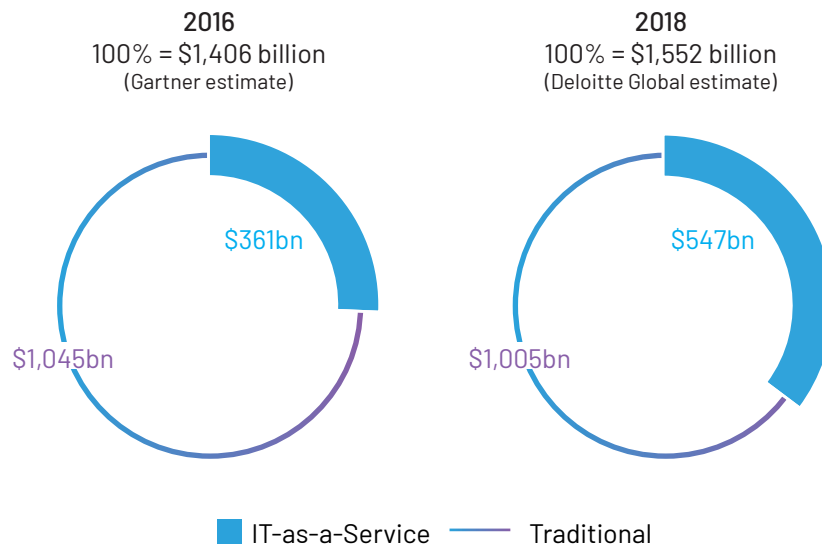 2016
100% = $1,406 billion
(Gartner estimate)
$361bn
$1,045bn
2018
100% = $1,552 billion
(Deloitte Global estimate)
$547bn
$1,005bn
IT-as-a-Service
Traditional